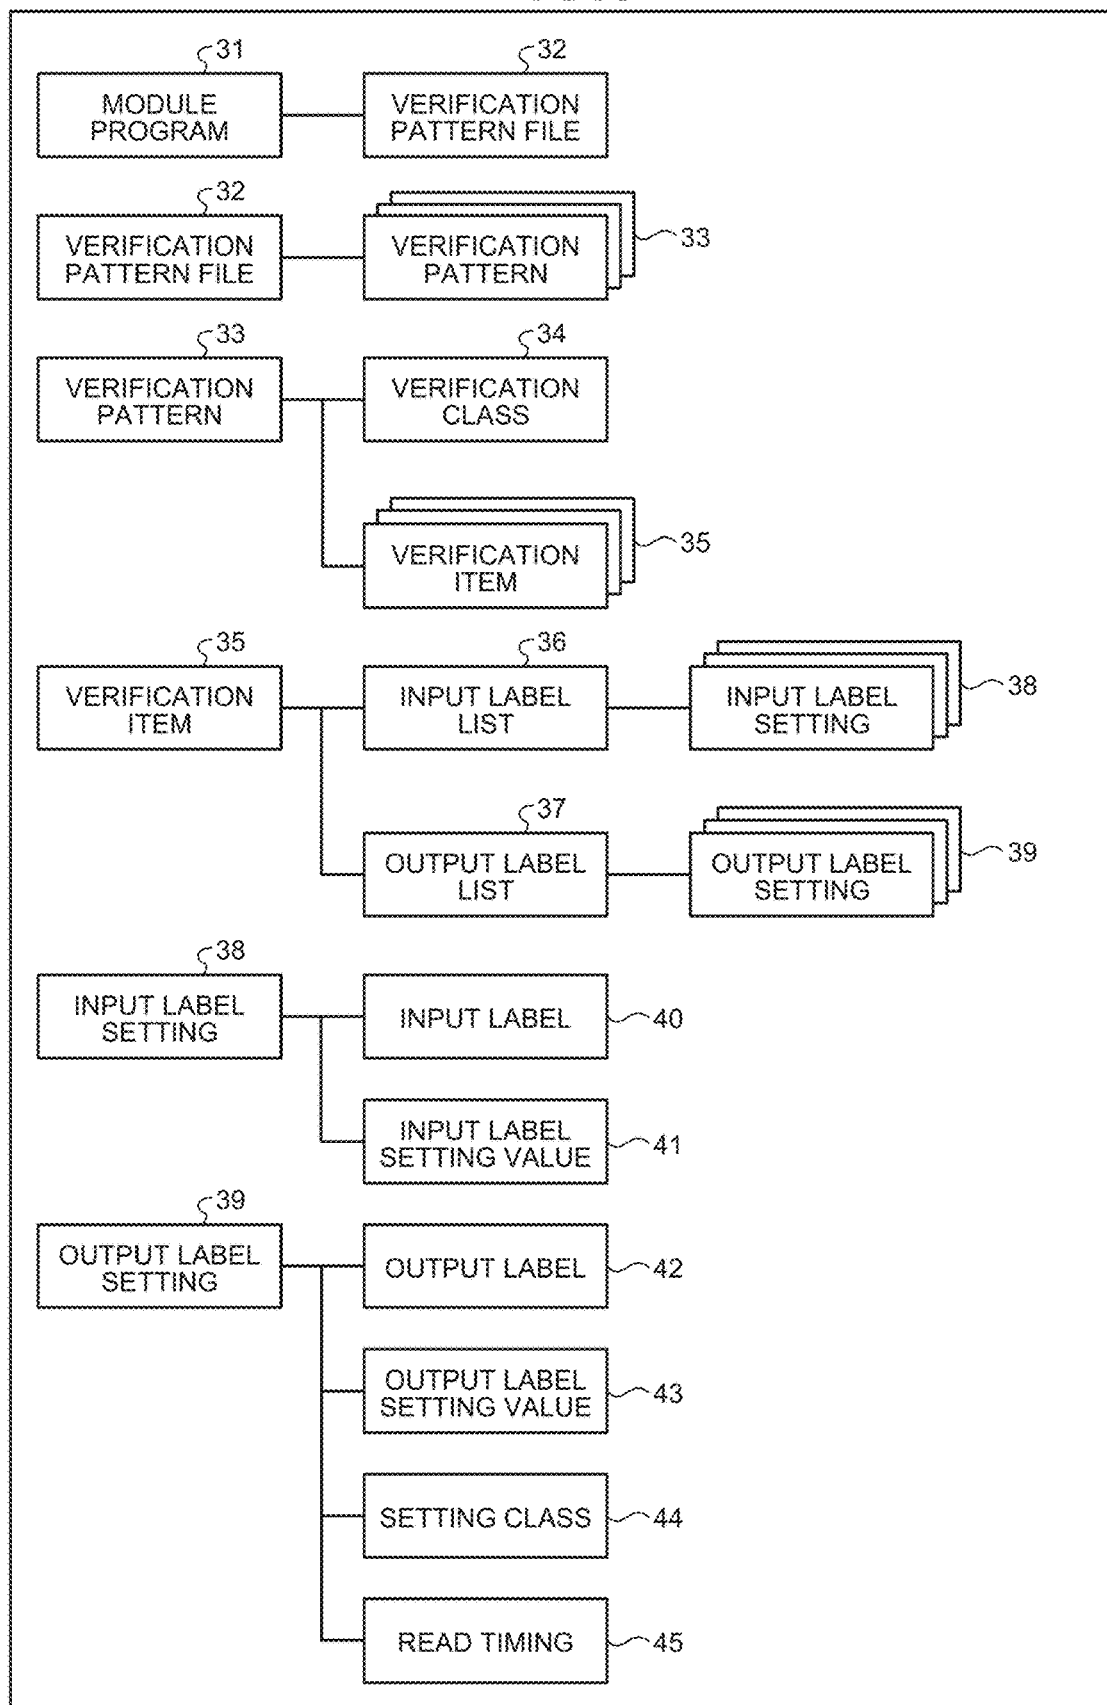 31
32
MODULE
PROGRAM
VERIFICATION
PATTERN FILE
32
VERIFICATION
PATTERN FILE
VERIFICATION
PATTERN
33
33
34
VERIFICATION
PATTERN
VERIFICATION
CLASS
VERIFICATION
ITEM
35
35
36
VERIFICATION
ITEM
INPUT LABEL
LIST
INPUT LABEL
SETTING
38
37
OUTPUT LABEL
LIST
OUTPUT LABEL
SETTING
39
38
INPUT LABEL
SETTING
INPUT LABEL
40
INPUT LABEL
SETTING VALUE
41
39
OUTPUT LABEL
SETTING
OUTPUT LABEL
42
OUTPUT LABEL
SETTING VALUE
43
SETTING CLASS
44
READ TIMING
45